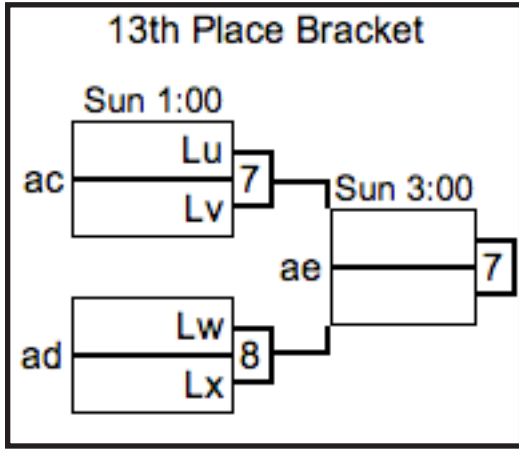 13th Place Bracket
Sun 1:00
Lu
ac
7
Lv
Sun 3:00
ae
7
Lw
ad
8
Lx